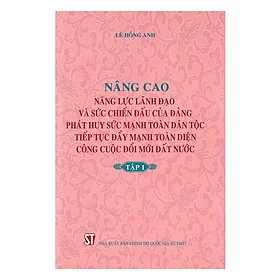 LÊ HỒNG ANH
NÂNG CAO
NĂNG LỰC LÃNH ĐẠO
VÀ SỨC CHIẾN ĐẤU CỦA ĐẢNG
PHÁT HUY SỨC MẠNH TOÀN DÂN TỘC
TIẾP TỤC ĐẨY MẠNH TOÀN DIỆN
CÔNG CUỘC ĐỔI MỚI ĐẤT NƯỚC
TẬP I
ST
NHÀ XUẤT BẢN CHÍNH TRỊ QUỐC GIA SỰ THẬT